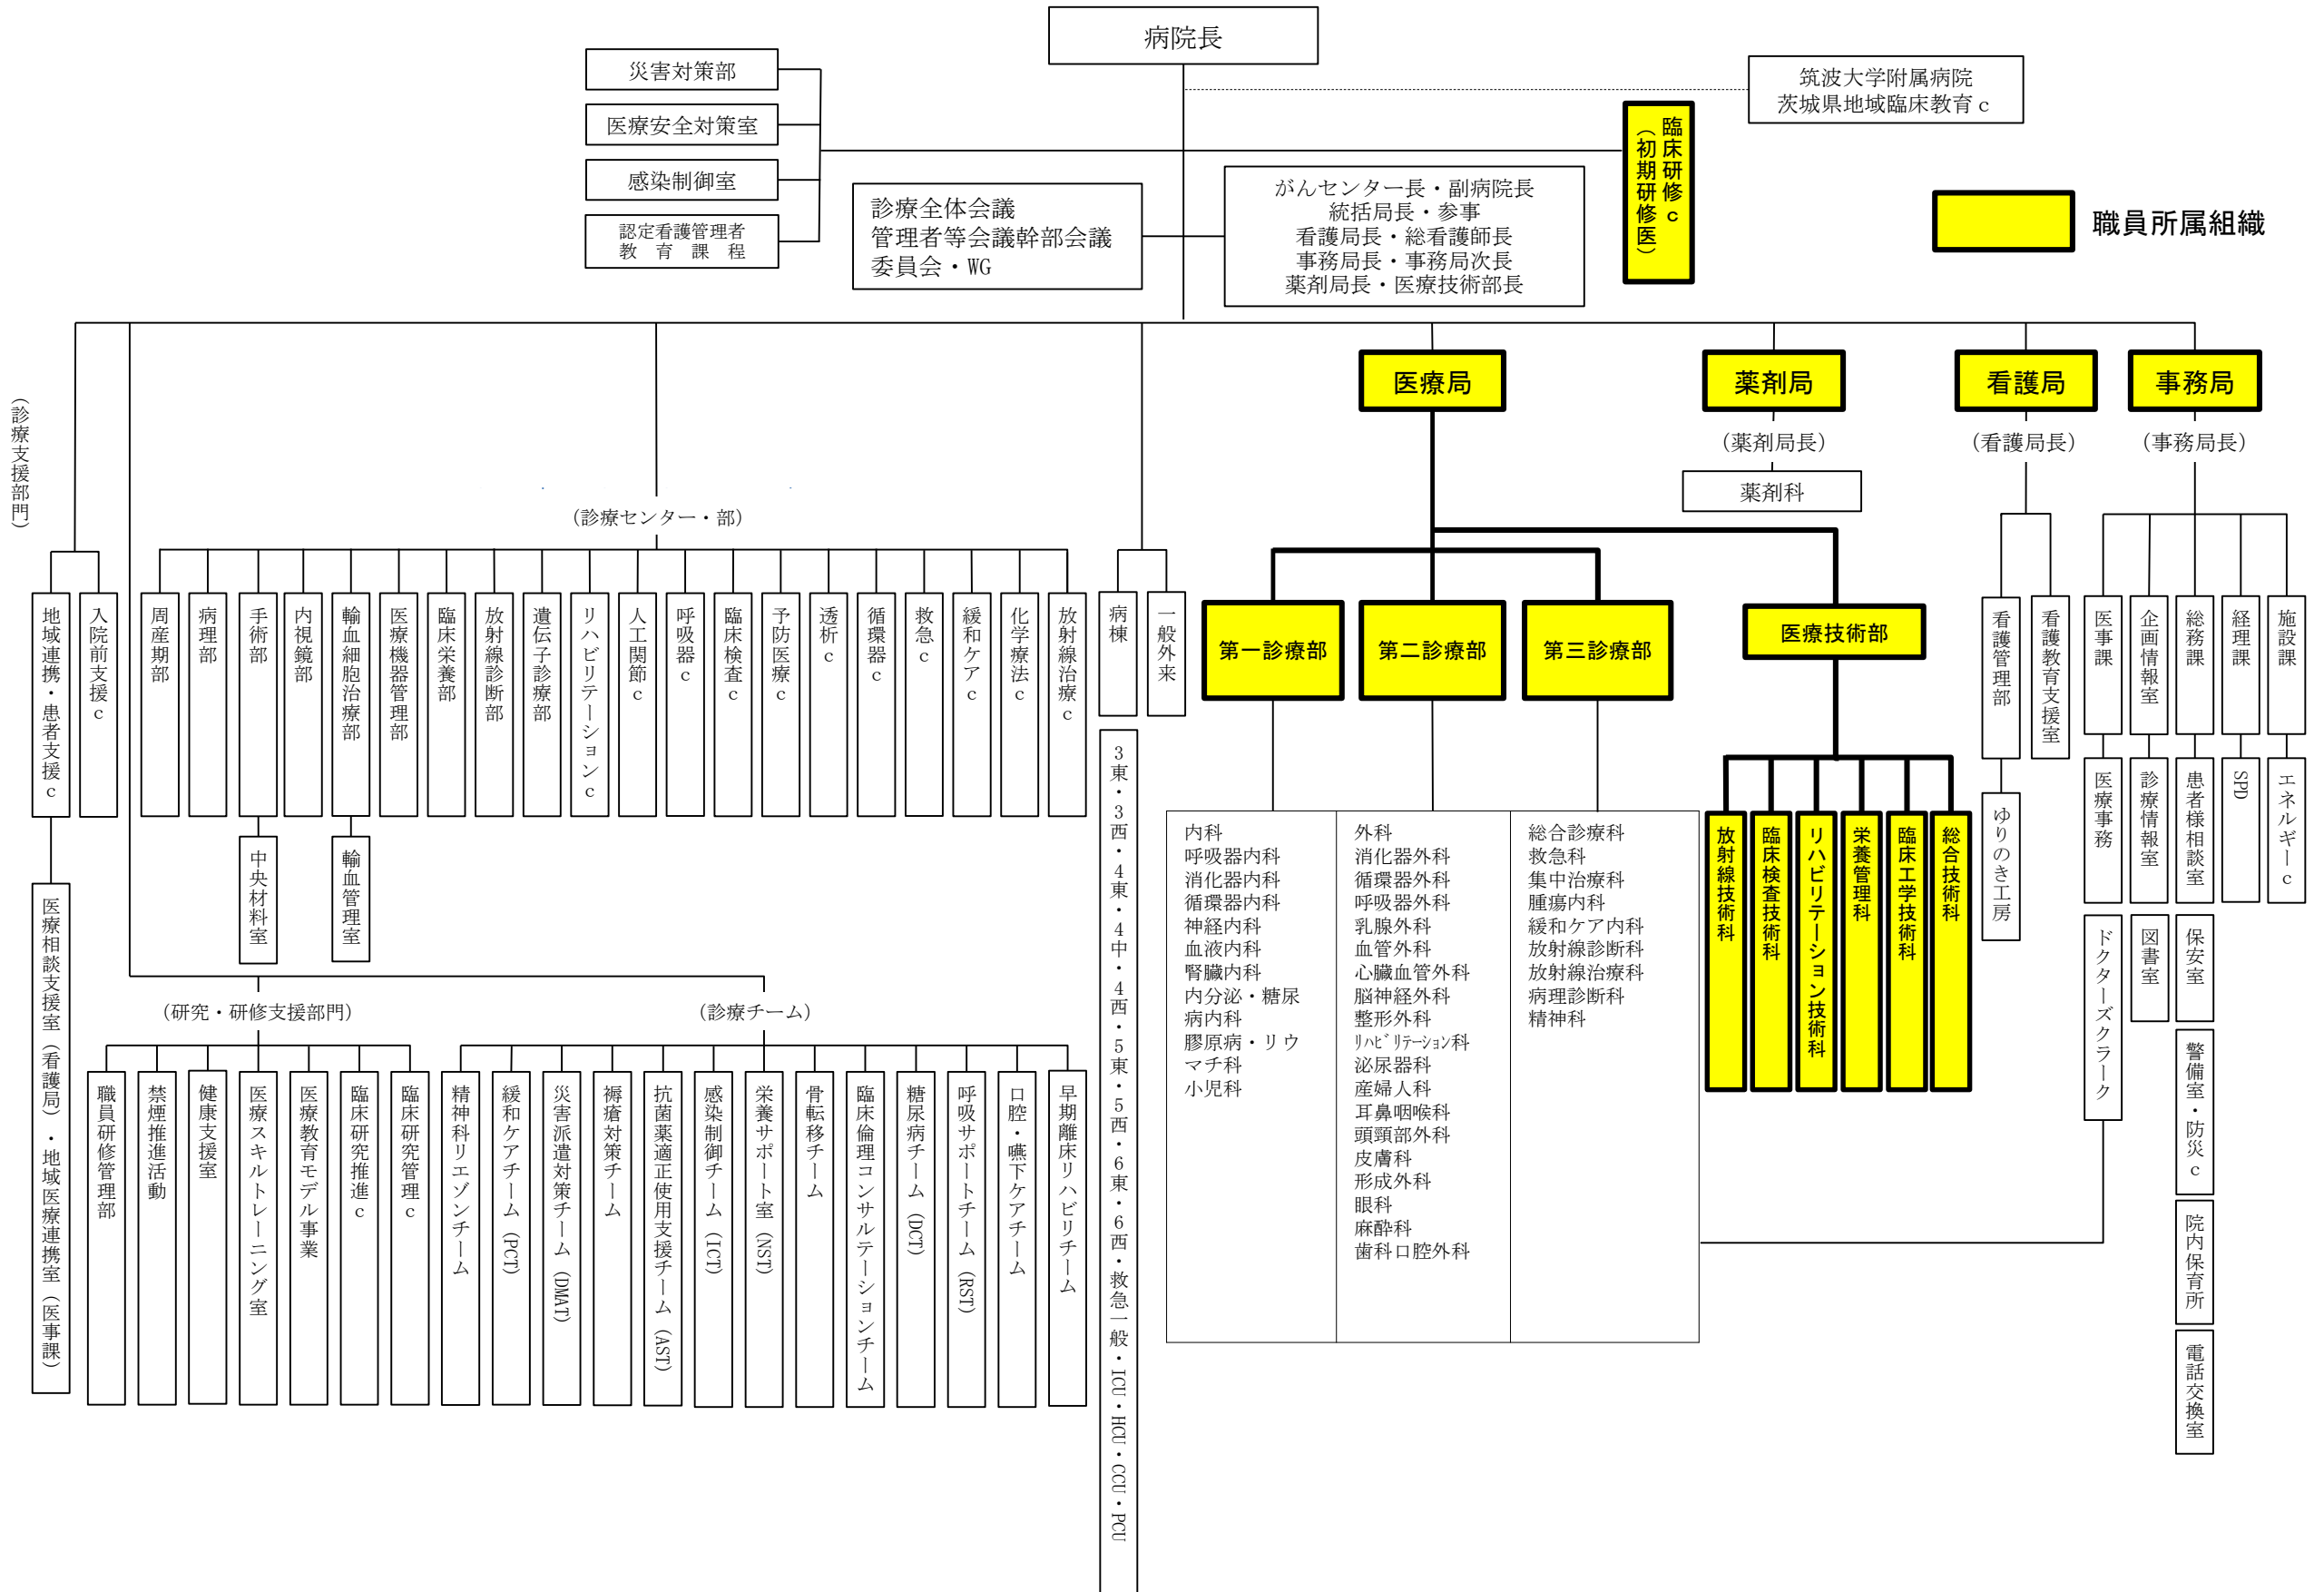 病院長
災害対策部
医療安全対策室
感染制御室
認定看護管理者
教 育 課 程
筑波大学附属病院
茨城県地域臨床教育c
臨床研修c
(初期研修医)
職員所属組織
診療全体会議
管理者等会議幹部会議
委員会・WG
がんセンター長・副病院長
統括局長・参事
看護局長・総看護師長
事務局長・事務局次長
薬剤局長・医療技術部長
医療局
薬剤局
看護局
事務局
(薬剤局長)
(看護局長)
(事務局長)
薬剤科
(診療支援部門)
(診療センター・部)
地域連携・患者支援c
入院前支援c
周産期部
病理部
手術部
内視鏡部
輸血細胞治療部
医療機器管理部
臨床栄養部
放射線診断部
遺伝子診療部
リハビリテーションc
人工関節c
呼吸器c
臨床検査c
予防医療c
透析c
循環器c
救急c
緩和ケアc
化学療法c
放射線治療c
病棟
一般外来
第一診療部
第二診療部
第三診療部
医療技術部
看護管理部
看護教育支援室
医事課
企画情報室
総務課
経理課
施設課
中央材料室
輸血管理室
3東・3西・4東・4中・4西・5東・5西・6東・6西・救急一般・ICU・HCU・CCU・PCU
医療相談支援室(看護局)・地域医療連携室(医事課)
内科
呼吸器内科
消化器内科
循環器内科
神経内科
血液内科
腎臓内科
内分泌・糖尿
病内科
膠原病・リウ
マチ科
小児科
外科
消化器外科
循環器外科
呼吸器外科
乳腺外科
血管外科
心臓血管外科
脳神経外科
整形外科
ﾘﾊﾋﾞﾘﾃｰｼｮﾝ科
泌尿器科
産婦人科
耳鼻咽喉科
頭頸部外科
皮膚科
形成外科
眼科
麻酔科
歯科口腔外科
総合診療科
救急科
集中治療科
腫瘍内科
緩和ケア内科
放射線診断科
放射線治療科
病理診断科
精神科
放射線技術科
臨床検査技術科
リハビリテーション技術科
栄養管理科
臨床工学技術科
総合技術科
ゆりのき工房
医療事務
診療情報室
患者様相談室
SPD
エネルギーc
ドクターズクラーク
図書室
保安室
警備室・防災c
院内保育所
電話交換室
(研究・研修支援部門)
(診療チーム)
職員研修管理部
禁煙推進活動
健康支援室
医療スキルトレーニング室
医療教育モデル事業
臨床研究推進c
臨床研究管理c
精神科リエゾンチーム
緩和ケアチーム(PCT)
災害派遣対策チーム(DMAT)
褥瘡対策チーム
抗菌薬適正使用支援チーム(AST)
感染制御チーム(ICT)
栄養サポート室(NST)
骨転移チーム
臨床倫理コンサルテーションチーム
糖尿病チーム(DCT)
呼吸サポートチーム(RST)
口腔・嚥下ケアチーム
早期離床リハビリチーム